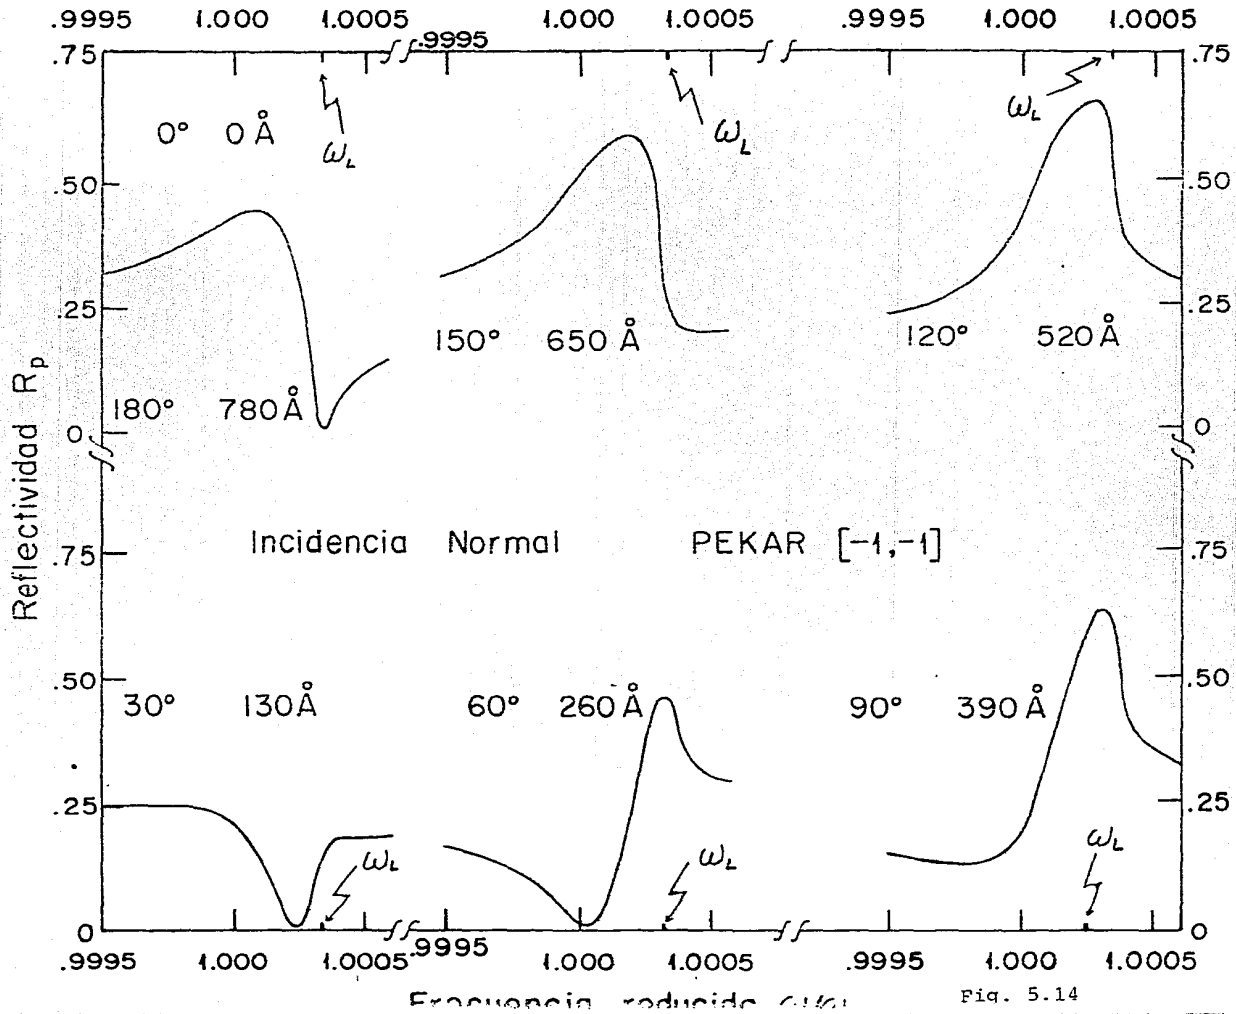 .9995 1.000 1.0005 .9995 1.000 1.0005 .9995 1.000 1.0005
.75 .75
0° 0 Å ω_L ω_L ω_L
.50 .50
.25 .25
150° 650 Å 120° 520 Å
180° 780 Å
0 0
Reflectividad R_p
Incidencia Normal PEKAR [-1,-1]
.75 .75
.50 .50
30° 130 Å 60° 260 Å 90° 390 Å
.25 .25
ω_L ω_L ω_L
0 0
.9995 1.000 1.0005 .9995 1.000 1.0005 .9995 1.000 1.0005
Frecuencia reducida
Fig. 5.14